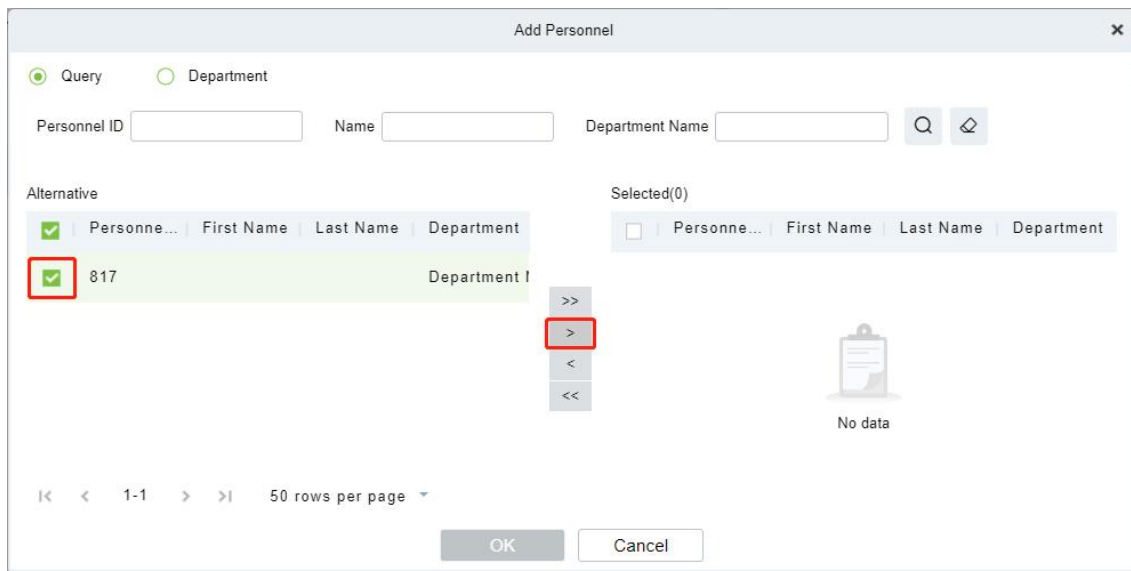 Add Personnel
Query Department
Personnel ID Name Department Name
Alternative Selected(0)
Personne... First Name Last Name Department Personne... First Name Last Name Department
817 Department
>>
>
<
<<
No data
1-1 50 rows per page
OK Cancel